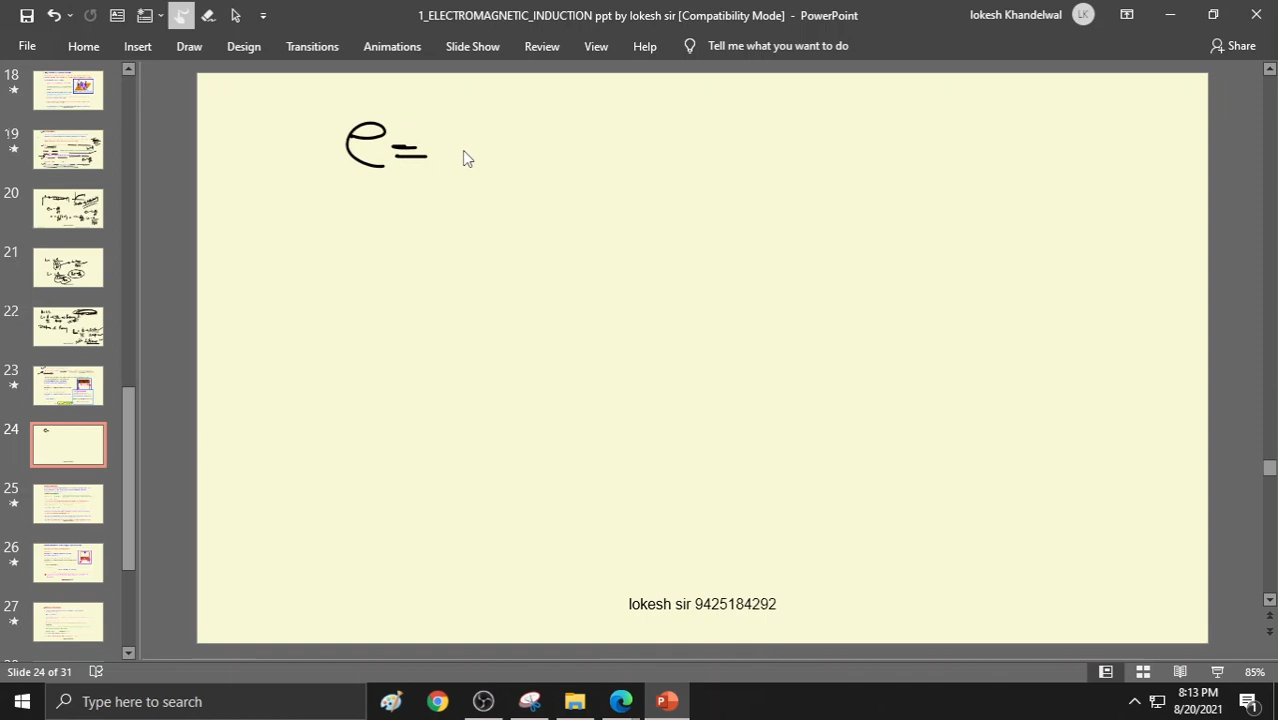 1_ELECTROMAGNETIC_INDUCTION ppt by lokesh sir [Compatibility Mode] - PowerPoint
lokesh Khandelwal
LK
File Home Insert Draw Design Transitions Animations Slide Show Review View Help Tell me what you want to do Share
18
19
20
21
22
23
24
25
26
27
e=
lokesh sir 9425184292
Slide 24 of 31
85%
Type here to search
8:13 PM
8/20/2021